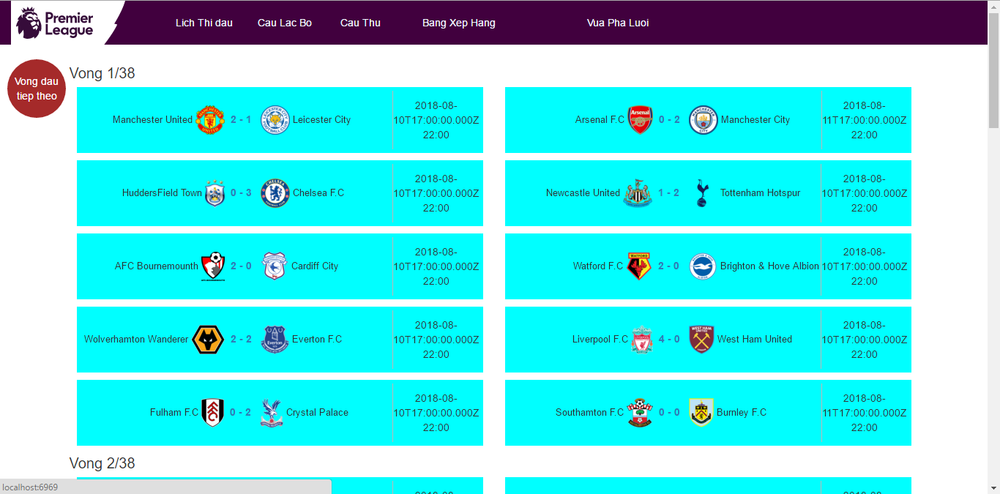 Premier
League
Lich Thi dau
Cau Lac Bo
Cau Thu
Bang Xep Hang
Vua Pha Luoi
Vong dau
tiep theo
Vong 1/38
Manchester United 2 - 1 Leicester City
2018-08-
10T17:00:00.000Z
22:00
Arsenal F.C Arsenal 0 - 2 Manchester City
2018-08-
11T17:00:00.000Z
22:00
HuddersField Town 0 - 3 Chelsea F.C
2018-08-
10T17:00:00.000Z
22:00
Newcastle United 1 - 2 Tottenham Hotspur
2018-08-
10T17:00:00.000Z
22:00
AFC Bournemouth 2 - 0 Cardiff City
2018-08-
10T17:00:00.000Z
22:00
Watford F.C WATFORD 2 - 0 Brighton & Hove Albion
2018-08-
10T17:00:00.000Z
22:00
Wolverhamton Wanderer 2 - 2 Everton Everton F.C
2018-08-
10T17:00:00.000Z
22:00
Liverpool F.C 4 - 0 West Ham United
2018-08-
10T17:00:00.000Z
22:00
Fulham F.C 0 - 2 Crystal Palace
2018-08-
10T17:00:00.000Z
22:00
Southamton F.C 0 - 0 Burnley F.C
2018-08-
11T17:00:00.000Z
22:00
Vong 2/38
localhost:6969